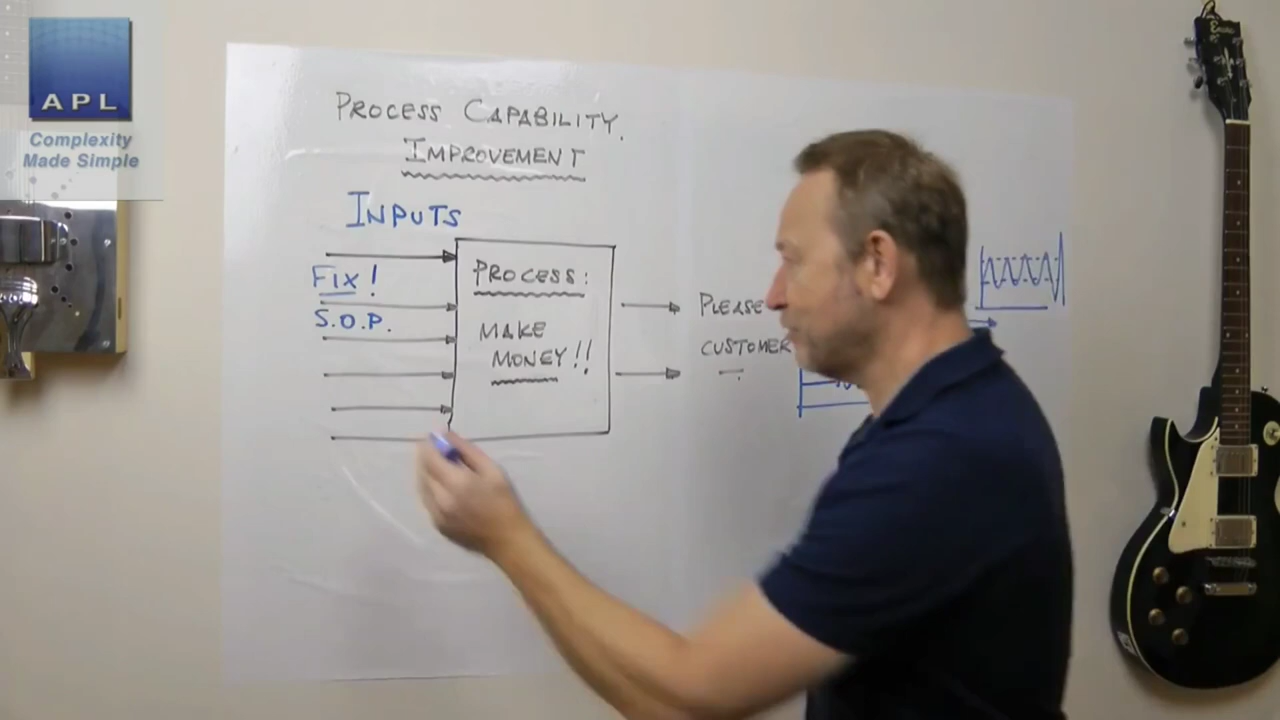 APL
Complexity
Made Simple
PROCESS CAPABILITY.
IMPROVEMENT
INPUTS
FIX!
S.O.P.
PROCESS:
MAKE
MONEY!!
PLEASE
CUSTOMER